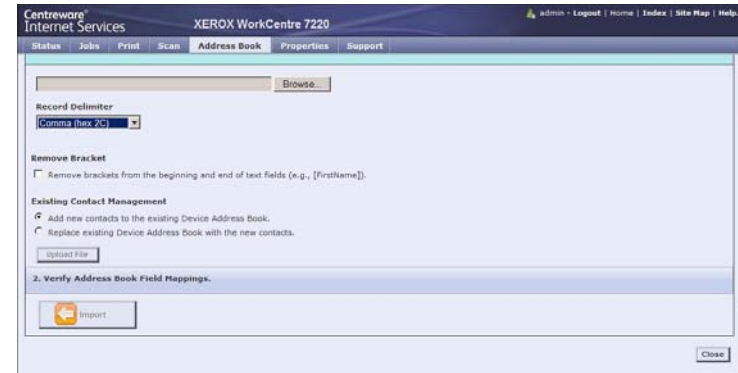 Centreware®
Internet Services
XEROX WorkCentre 7220
admin - Logout | Home | Index | Site Map | Help
Status Jobs Print Scan Address Book Properties Support
Browse...
Record Delimiter
Comma (hex 2C)
Remove Bracket
Remove brackets from the beginning and end of text fields (e.g., [FirstName]).
Existing Contact Management
Add new contacts to the existing Device Address Book.
Replace existing Device Address Book with the new contacts.
Upload File
2. Verify Address Book Field Mappings.
Import
Close